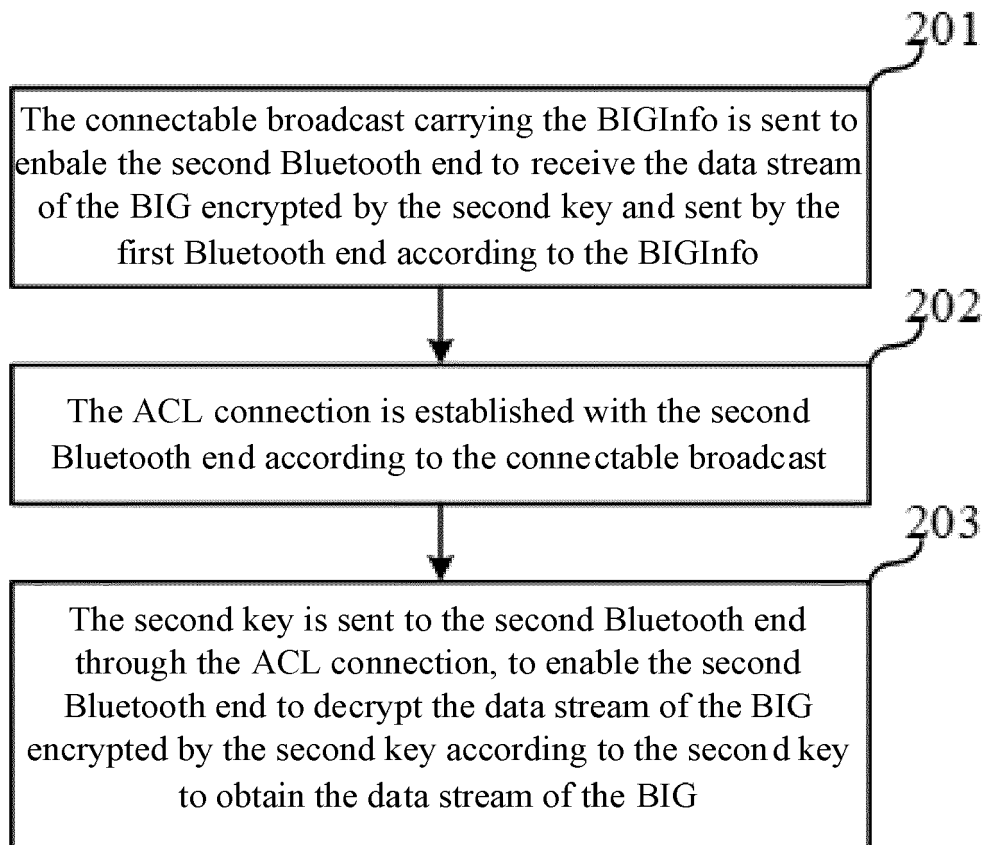 201
The connectable broadcast carrying the BIGInfo is sent to
enbale the second Bluetooth end to receive the data stream
of the BIG encrypted by the second key and sent by the
first Bluetooth end according to the BIGInfo
202
The ACL connection is established with the second
Bluetooth end according to the connectable broadcast
203
The second key is sent to the second Bluetooth end
through the ACL connection, to enable the second
Bluetooth end to decrypt the data stream of the BIG
encrypted by the second key according to the second key
to obtain the data stream of the BIG